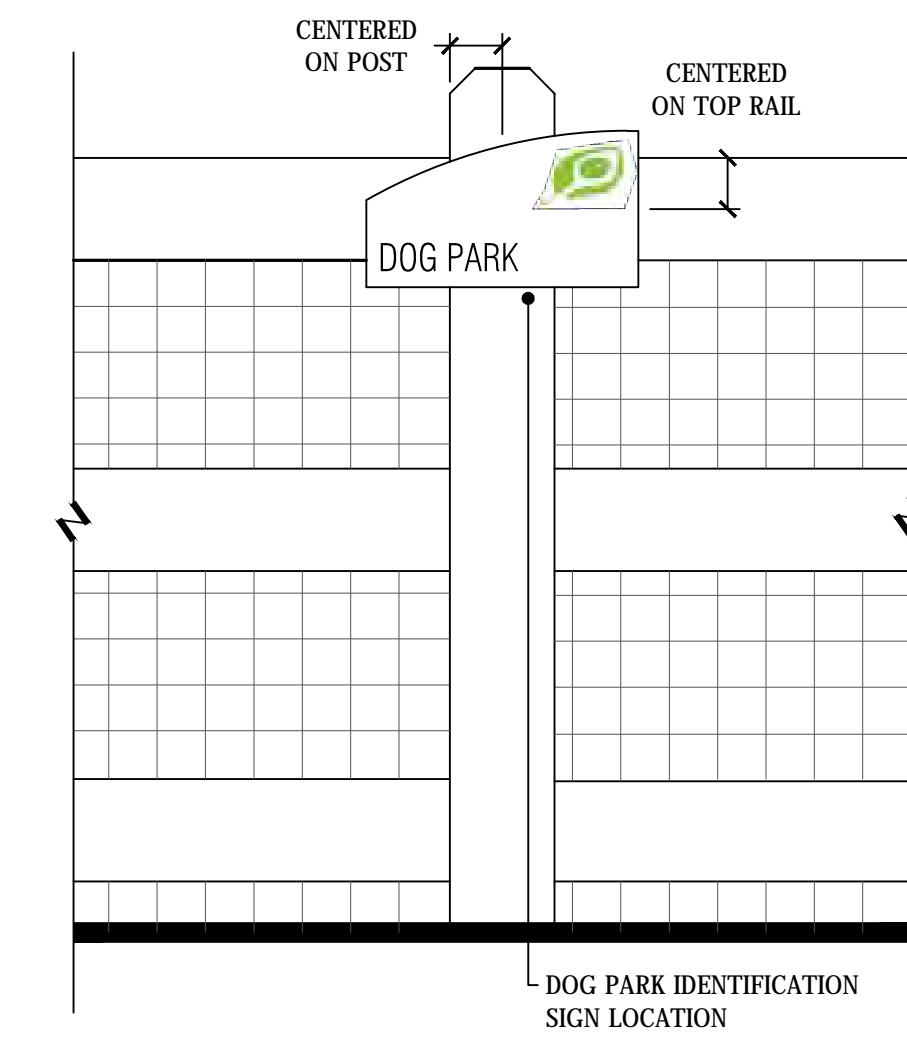 CENTERED
ON POST
CENTERED
ON TOP RAIL
DOG PARK
DOG PARK IDENTIFICATION
SIGN LOCATION